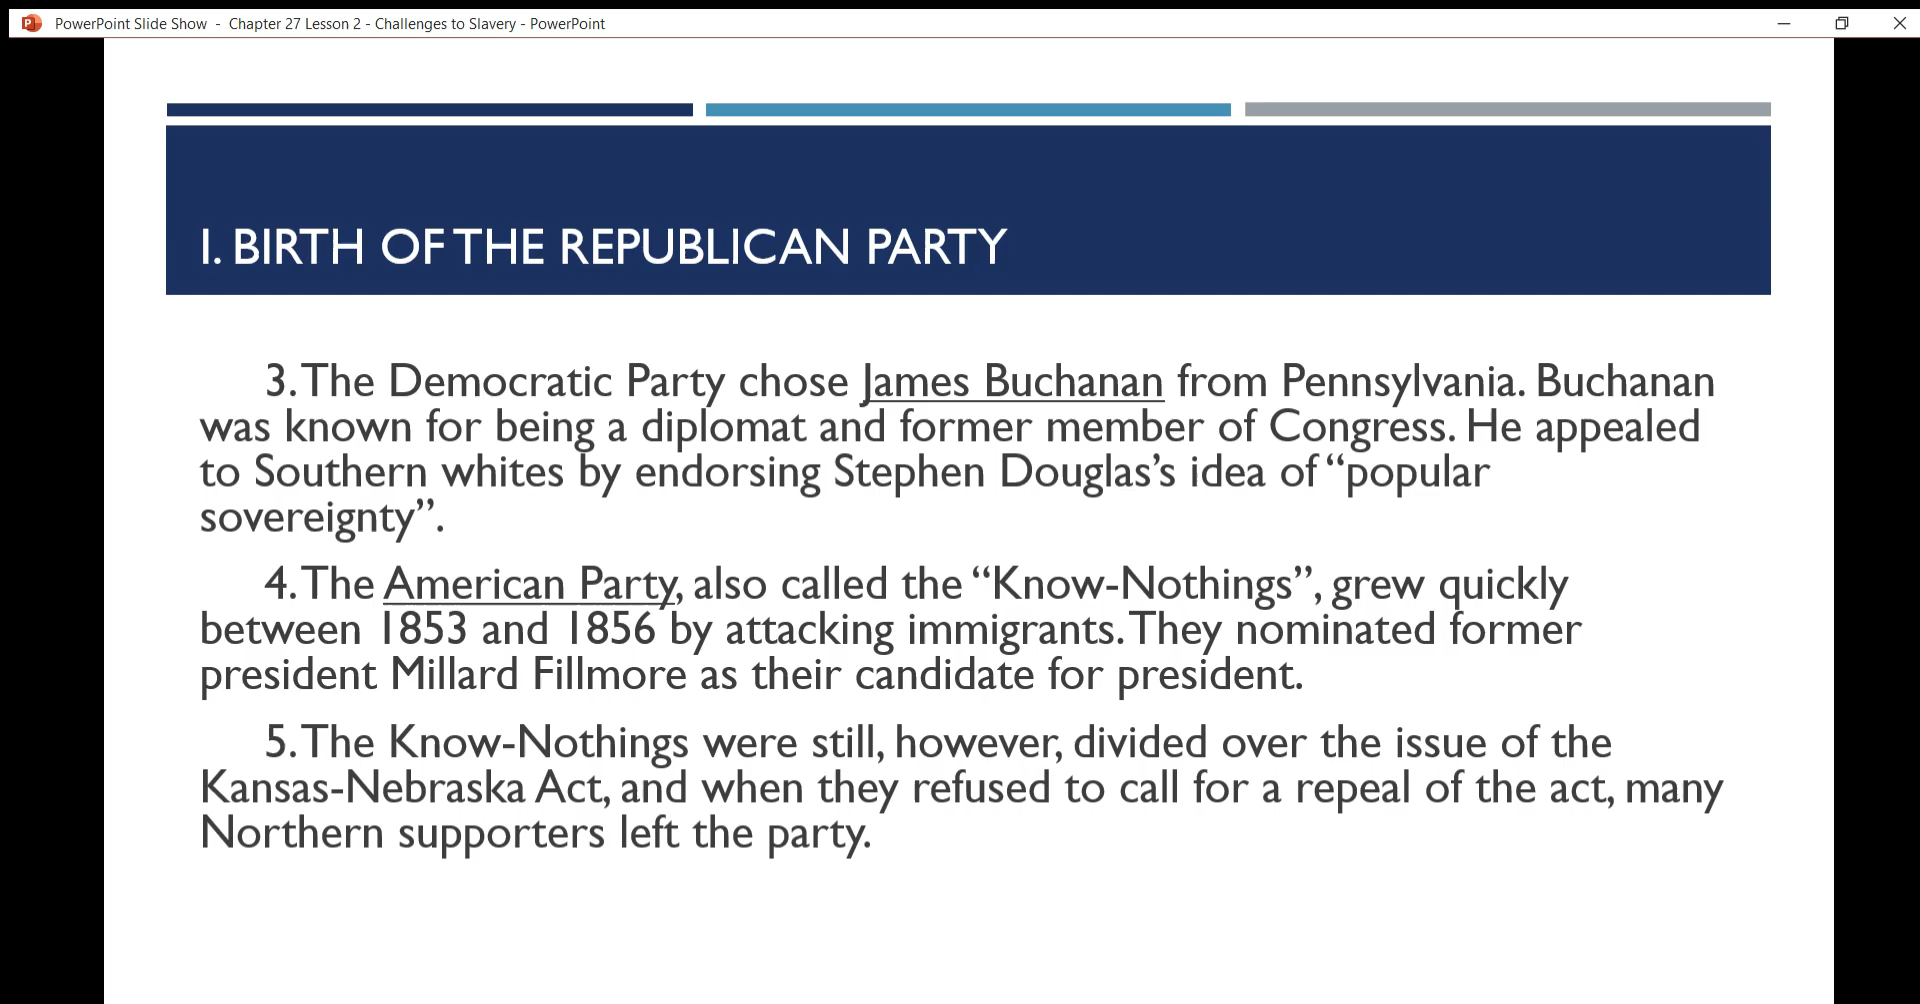 PowerPoint Slide Show - Chapter 27 Lesson 2 - Challenges to Slavery - PowerPoint
I. BIRTH OF THE REPUBLICAN PARTY
3. The Democratic Party chose James Buchanan from Pennsylvania. Buchanan
was known for being a diplomat and former member of Congress. He appealed
to Southern whites by endorsing Stephen Douglas’s idea of “popular
sovereignty”.
4. The American Party, also called the “Know-Nothings”, grew quickly
between 1853 and 1856 by attacking immigrants. They nominated former
president Millard Fillmore as their candidate for president.
5. The Know-Nothings were still, however, divided over the issue of the
Kansas-Nebraska Act, and when they refused to call for a repeal of the act, many
Northern supporters left the party.